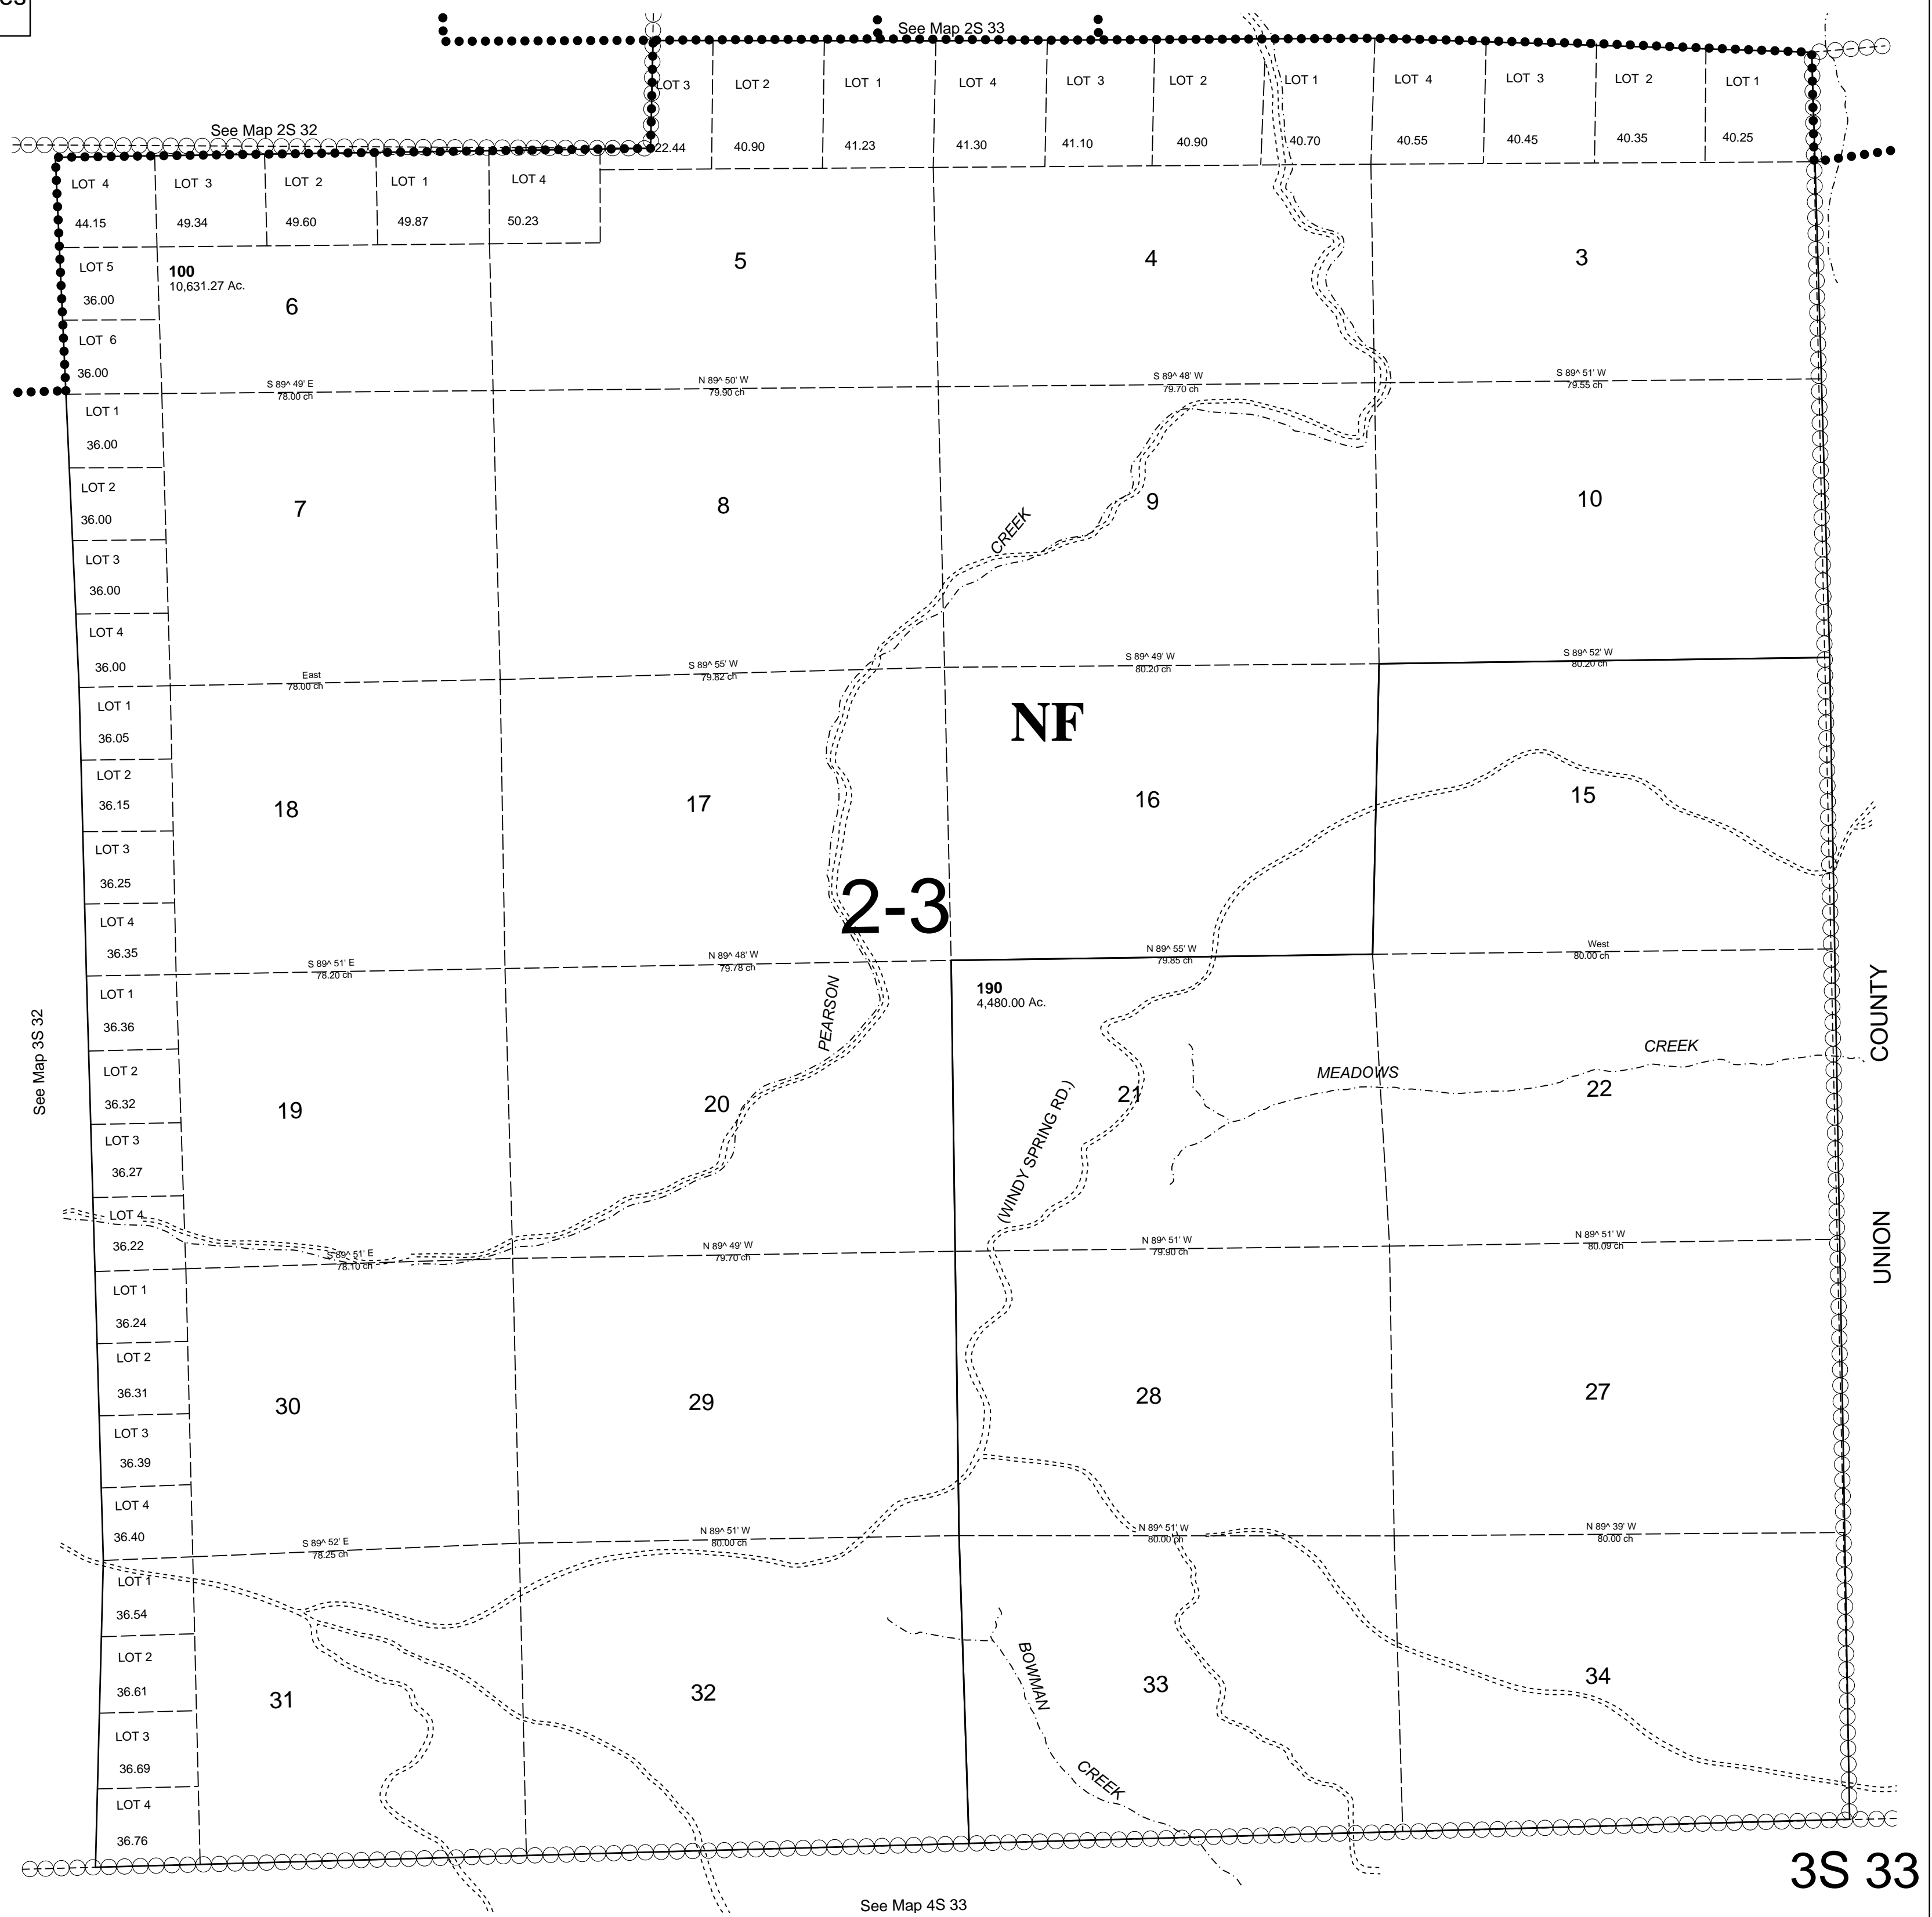 See Map 2S 33
LOT 3
LOT 2
LOT 1
LOT 4
LOT 3
LOT 2
LOT 1
LOT 4
LOT 3
LOT 2
LOT 1
22.44
40.90
41.23
41.30
41.10
40.90
40.70
40.55
40.45
40.35
40.25
See Map 2S 32
LOT 4
LOT 3
LOT 2
LOT 1
LOT 4
44.15
49.34
49.60
49.87
50.23
LOT 5
36.00
LOT 6
36.00
100
10,631.27 Ac.
6
5
4
3
S 89^ 49' E
78.00 ch
N 89^ 50' W
79.90 ch
S 89^ 48' W
79.70 ch
S 89^ 51' W
79.55 ch
LOT 1
36.00
LOT 2
36.00
LOT 3
36.00
LOT 4
36.00
7
8
9
10
CREEK
East
78.00 ch
S 89^ 55' W
79.82 ch
S 89^ 49' W
80.20 ch
S 89^ 52' W
80.20 ch
LOT 1
36.05
LOT 2
36.15
LOT 3
36.25
LOT 4
36.35
NF
18
17
16
15
2-3
S 89^ 51' E
78.20 ch
N 89^ 48' W
79.78 ch
N 89^ 55' W
79.85 ch
West
80.00 ch
LOT 1
36.36
LOT 2
36.32
LOT 3
36.27
LOT 4
36.22
See Map 3S 32
PEARSON
190
4,480.00 Ac.
19
20
21
22
(WINDY SPRING RD.)
MEADOWS
CREEK
UNION COUNTY
S 89^ 51' E
78.10 ch
N 89^ 49' W
79.70 ch
N 89^ 51' W
79.90 ch
N 89^ 51' W
80.09 ch
LOT 1
36.24
LOT 2
36.31
LOT 3
36.39
LOT 4
36.40
30
29
28
27
S 89^ 52' E
78.25 ch
N 89^ 51' W
80.00 ch
N 89^ 51' W
80.00 ch
N 89^ 39' W
80.00 ch
LOT 1
36.54
LOT 2
36.61
LOT 3
36.69
LOT 4
36.76
31
32
33
34
BOWMAN
CREEK
3S 33
See Map 4S 33